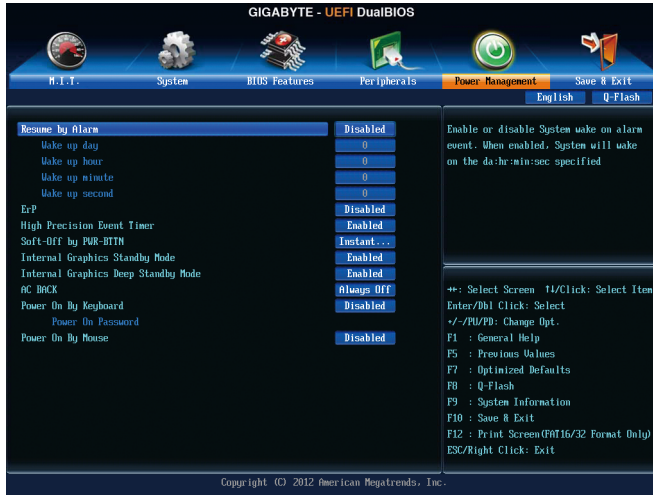 GIGABYTE - UEFI DualBIOS
M.I.T. System BIOS Features Peripherals Power Management Save & Exit
English Q-Flash
Resume by Alarm Disabled
Wake up day 0
Wake up hour 0
Wake up minute 0
Wake up second 0
ErP Disabled
High Precision Event Timer Enabled
Soft-Off by PWR-BTTN Instant...
Internal Graphics Standby Mode Enabled
Internal Graphics Deep Standby Mode Enabled
AC BACK Always Off
Power On By Keyboard Disabled
Power On Password
Power On By Mouse Disabled
Enable or disable System wake on alarm
event. When enabled, System will wake
on the da:hr:min:sec specified
↔: Select Screen ↑↓/Click: Select Item
Enter/Dbl Click: Select
+/-/PU/PD: Change Opt.
F1 : General Help
F5 : Previous Values
F7 : Optimized Defaults
F8 : Q-Flash
F9 : System Information
F10 : Save & Exit
F12 : Print Screen(FAT16/32 Format Only)
ESC/Right Click: Exit
Copyright (C) 2012 American Megatrends, Inc.